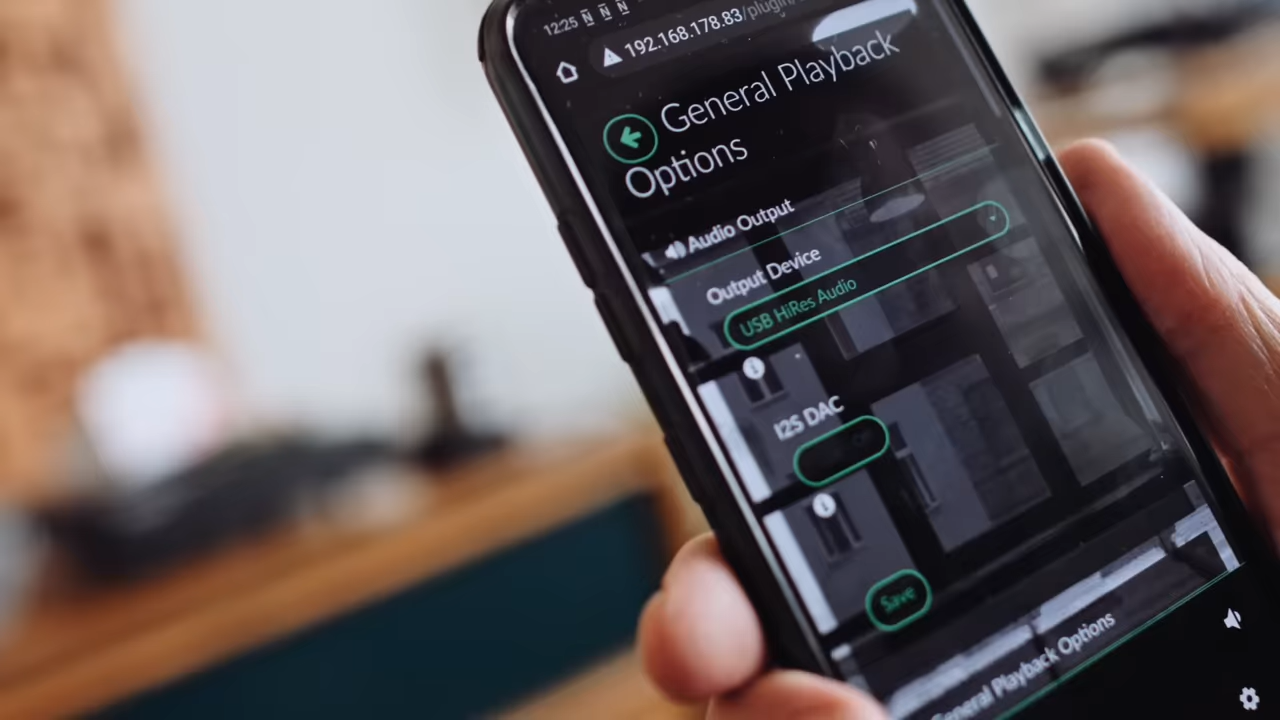 12:25 N N N
192.168.178.83/plugin/
General Playback
Options
Audio Output
Output Device
USB HiRes Audio
I2S DAC
Save
General Playback Options